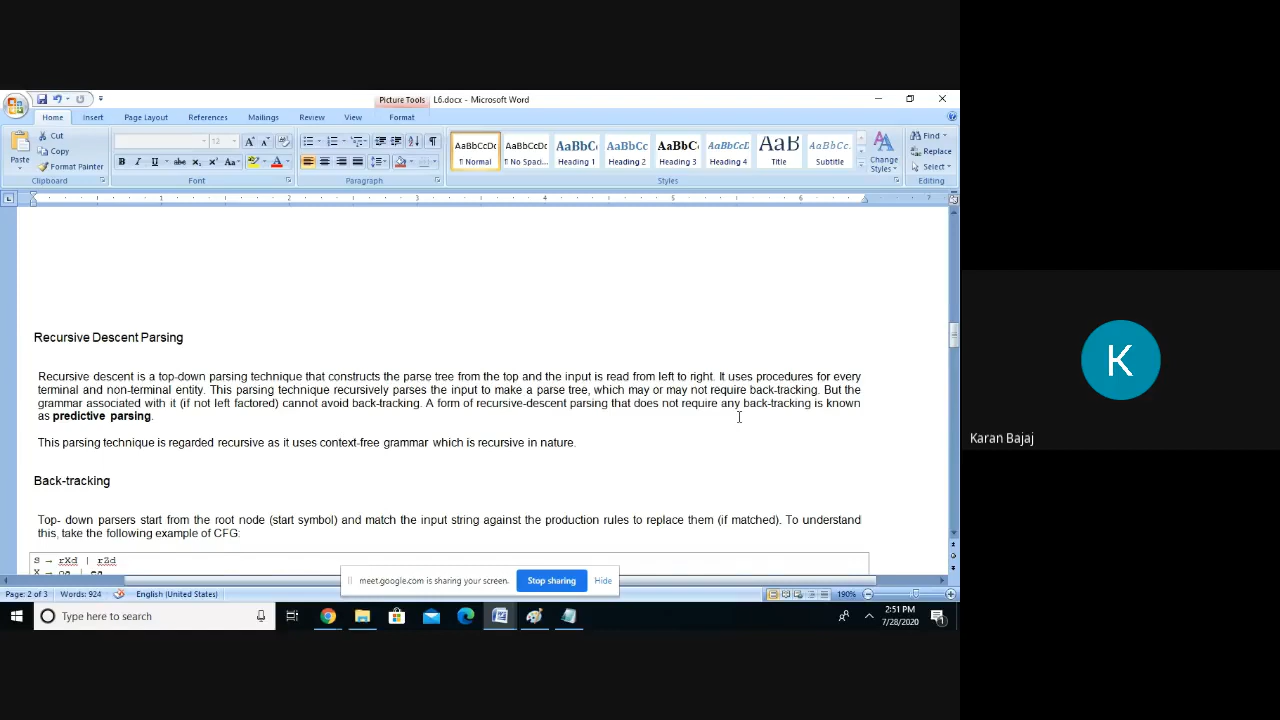 Picture Tools
L6.docx - Microsoft Word
Home Insert Page Layout References Mailings Review View Format
Paste
Cut
Copy
Format Painter
Clipboard
12
Font
Paragraph
AaBbCcDc AaBbCcDc AaBbC AaBbCc AaBbCc AaBbCcD AaB AaBbCc.
¶ Normal ¶ No Spaci... Heading 1 Heading 2 Heading 3 Heading 4 Title Subtitle
Change Styles
Styles
Find
Replace
Select
Editing
Recursive Descent Parsing
Recursive descent is a top-down parsing technique that constructs the parse tree from the top and the input is read from left to right. It uses procedures for every
terminal and non-terminal entity. This parsing technique recursively parses the input to make a parse tree, which may or may not require back-tracking. But the
grammar associated with it (if not left factored) cannot avoid back-tracking. A form of recursive-descent parsing that does not require any back-tracking is known
as predictive parsing.
This parsing technique is regarded recursive as it uses context-free grammar which is recursive in nature.
Back-tracking
Top- down parsers start from the root node (start symbol) and match the input string against the production rules to replace them (if matched). To understand
this, take the following example of CFG:
S → rXd | rZd
meet.google.com is sharing your screen. Stop sharing Hide
Page: 2 of 3 Words: 924 English (United States) 190%
Type here to search
2:51 PM
7/28/2020
K
Karan Bajaj